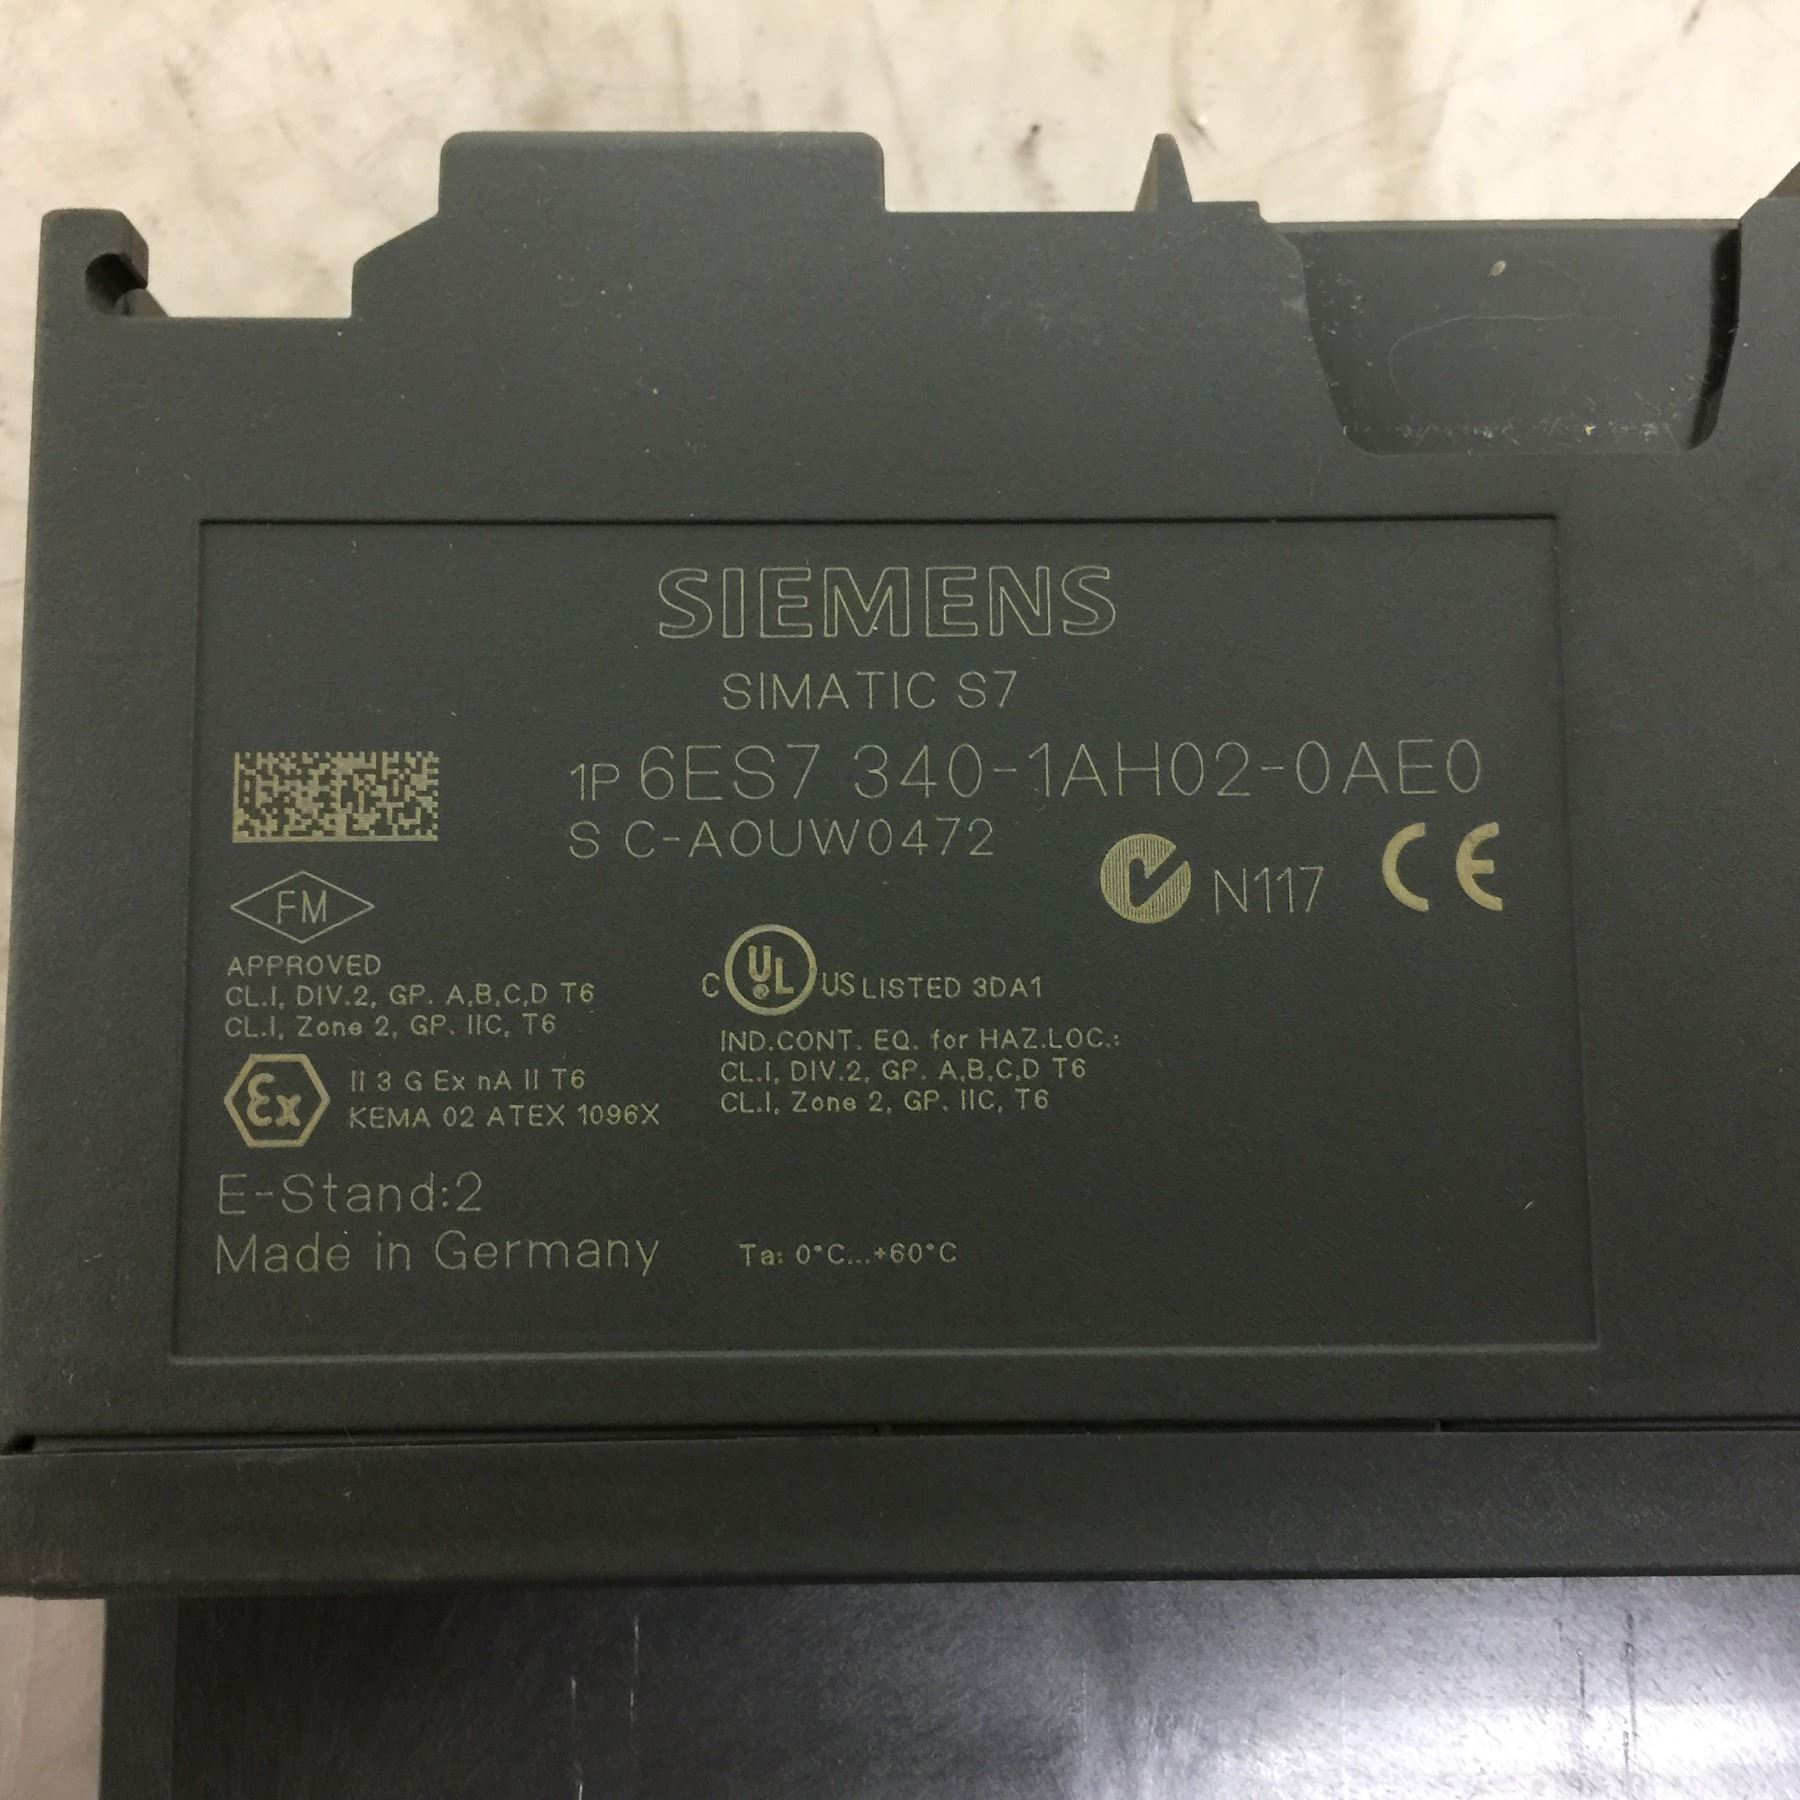 SIEMENS
SIMATIC S7
1P 6ES7 340-1AH02-0AE0
S C-A0UW0472
N117 CE
FM
APPROVED
CL.I, DIV.2, GP. A,B,C,D T6
CL.I, Zone 2, GP. IIC, T6
C UL US LISTED 3DA1
IND.CONT. EQ. for HAZ.LOC.:
CL.I, DIV.2, GP. A,B,C,D T6
CL.I, Zone 2, GP. IIC, T6
Ex II 3 G Ex nA II T6
KEMA 02 ATEX 1096X
E-Stand:2
Made in Germany
Ta: 0°C...+60°C